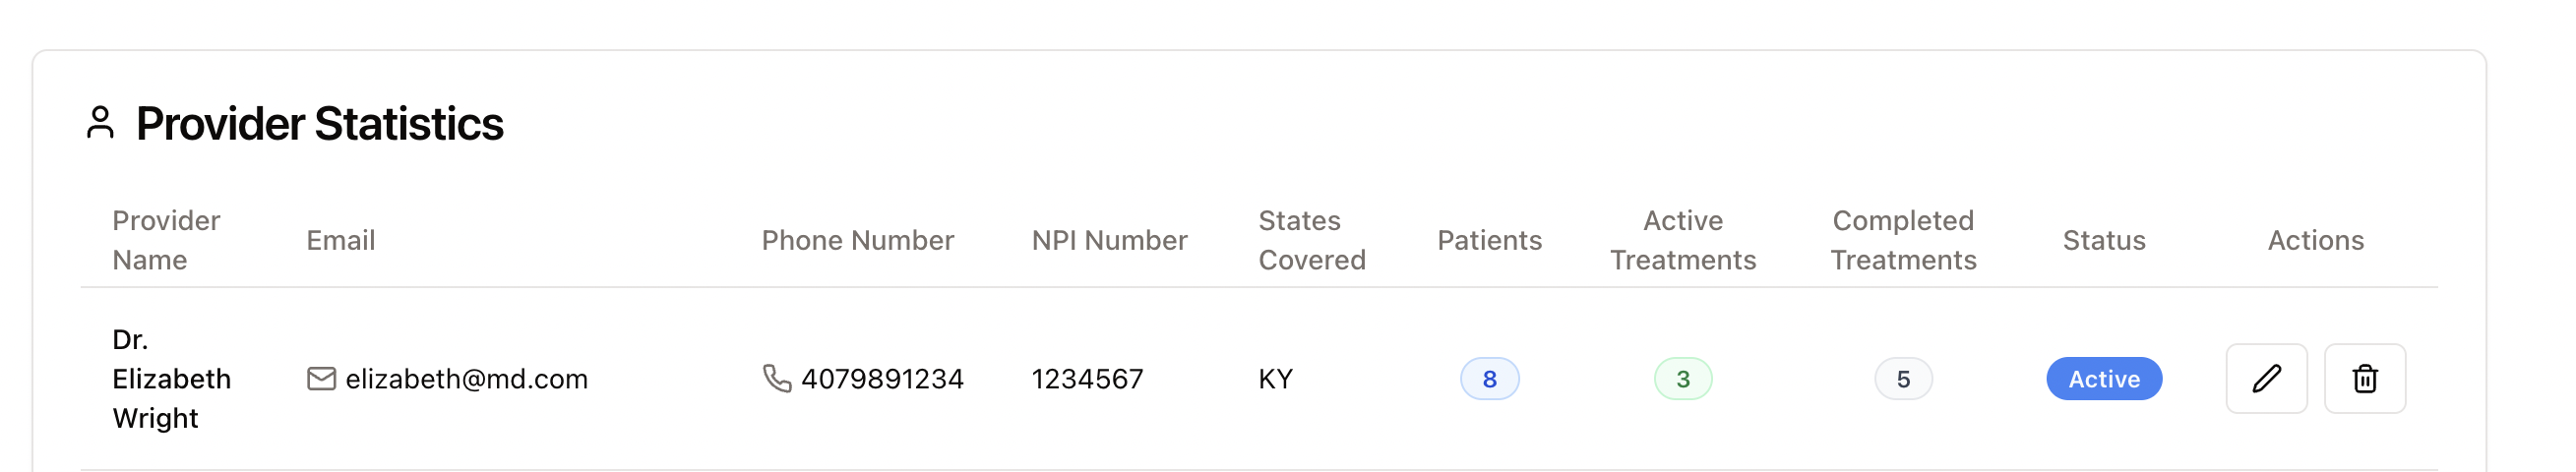 Provider Statistics
Provider Name
Email
Phone Number
NPI Number
States Covered
Patients
Active Treatments
Completed Treatments
Status
Actions
Dr. Elizabeth Wright
elizabeth@md.com
4079891234
1234567
KY
8
3
5
Active